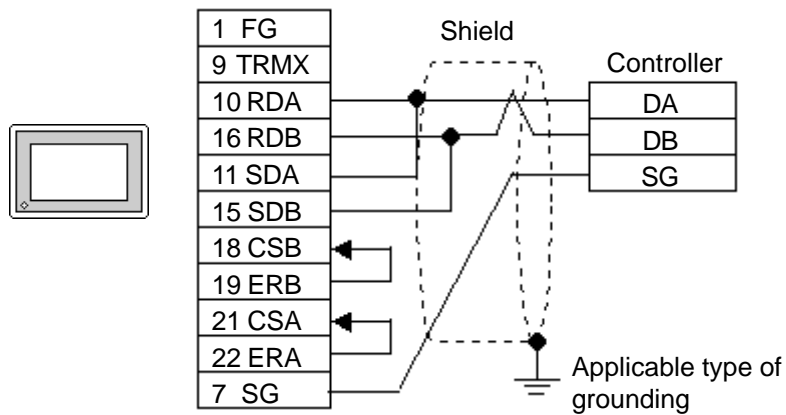 1 FG
9 TRMX
10 RDA
16 RDB
11 SDA
15 SDB
18 CSB
19 ERB
21 CSA
22 ERA
7 SG
Shield
Controller
DA
DB
SG
Applicable type of
grounding